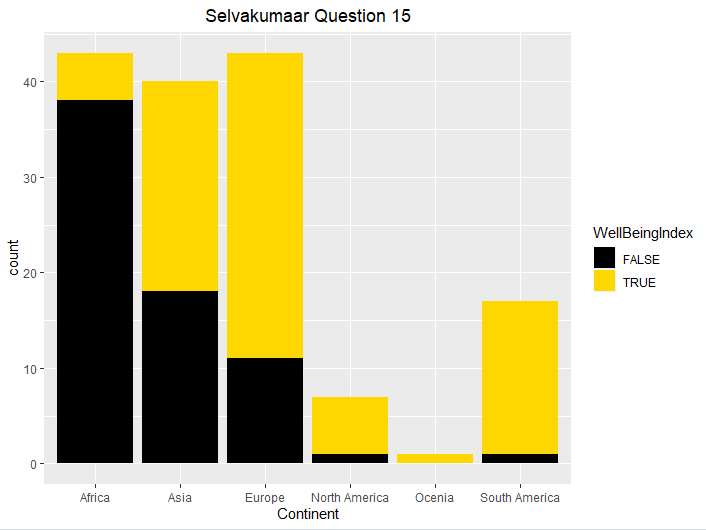 Selvakumaar Question 15
count
40
30
20
10
0
Africa Asia Europe North America Ocenia South America
Continent
WellBeingIndex
FALSE
TRUE